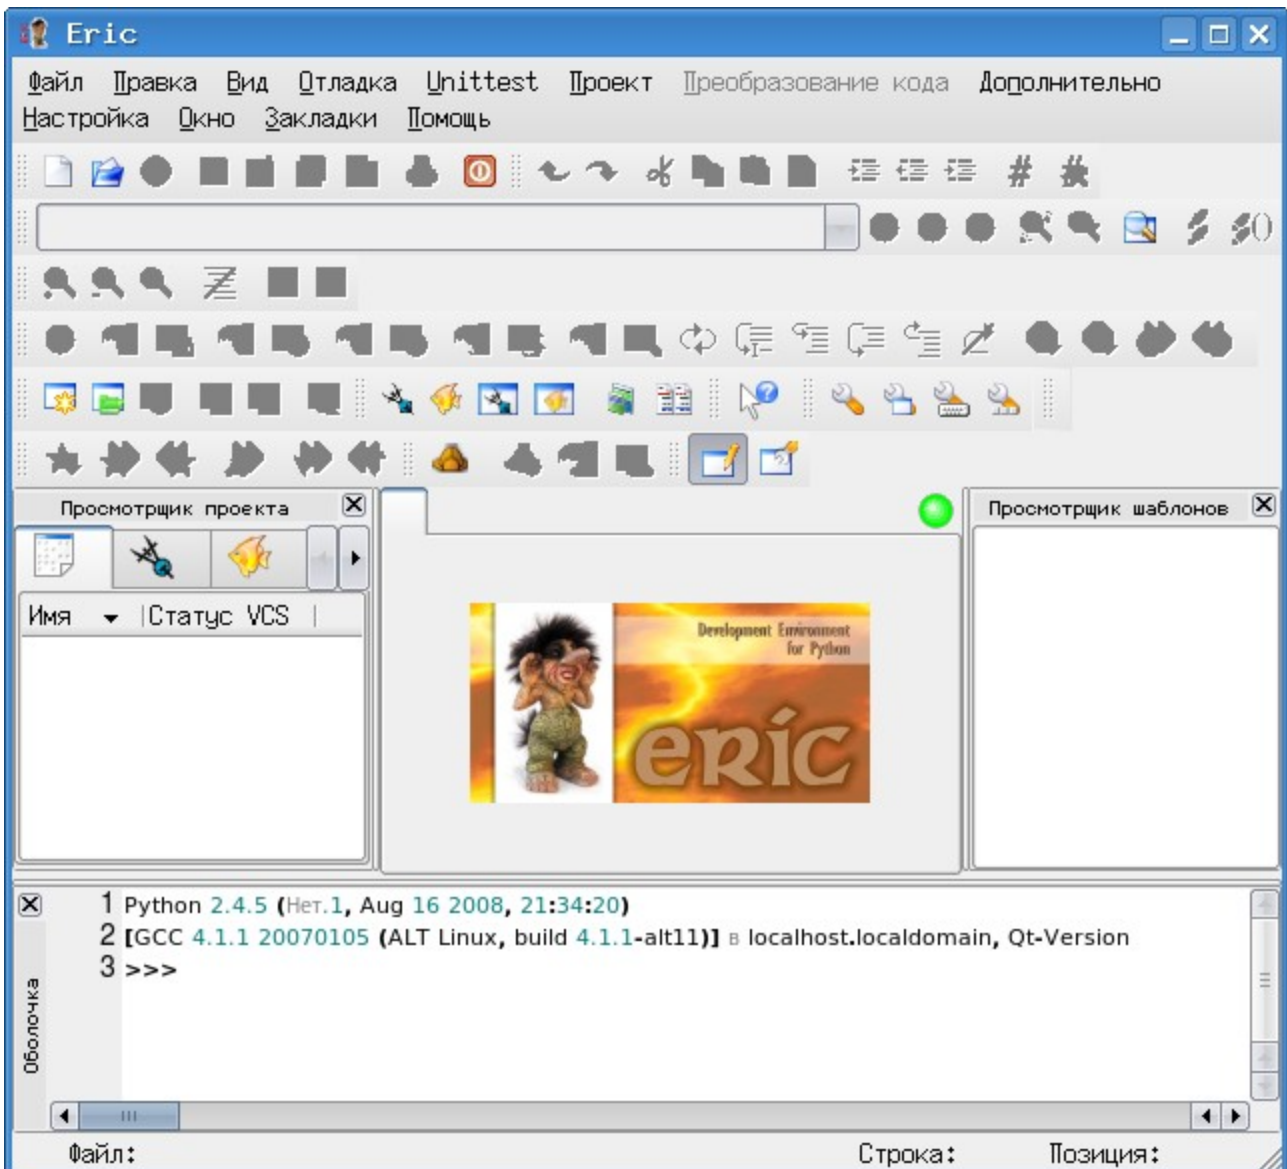 Eric
Файл Правка Вид Отладка Unittest Проект Преобразование кода Дополнительно
Настройка Окно Закладки Помощь
Просмотрщик проекта
Просмотрщик шаблонов
Имя Статус VCS
Development Environment
for Python
eric
1 Python 2.4.5 (Нет.1, Aug 16 2008, 21:34:20)
2 [GCC 4.1.1 20070105 (ALT Linux, build 4.1.1-alt11)] в localhost.localdomain, Qt-Version
3 >>>
Оболочка
Файл: Строка: Позиция: